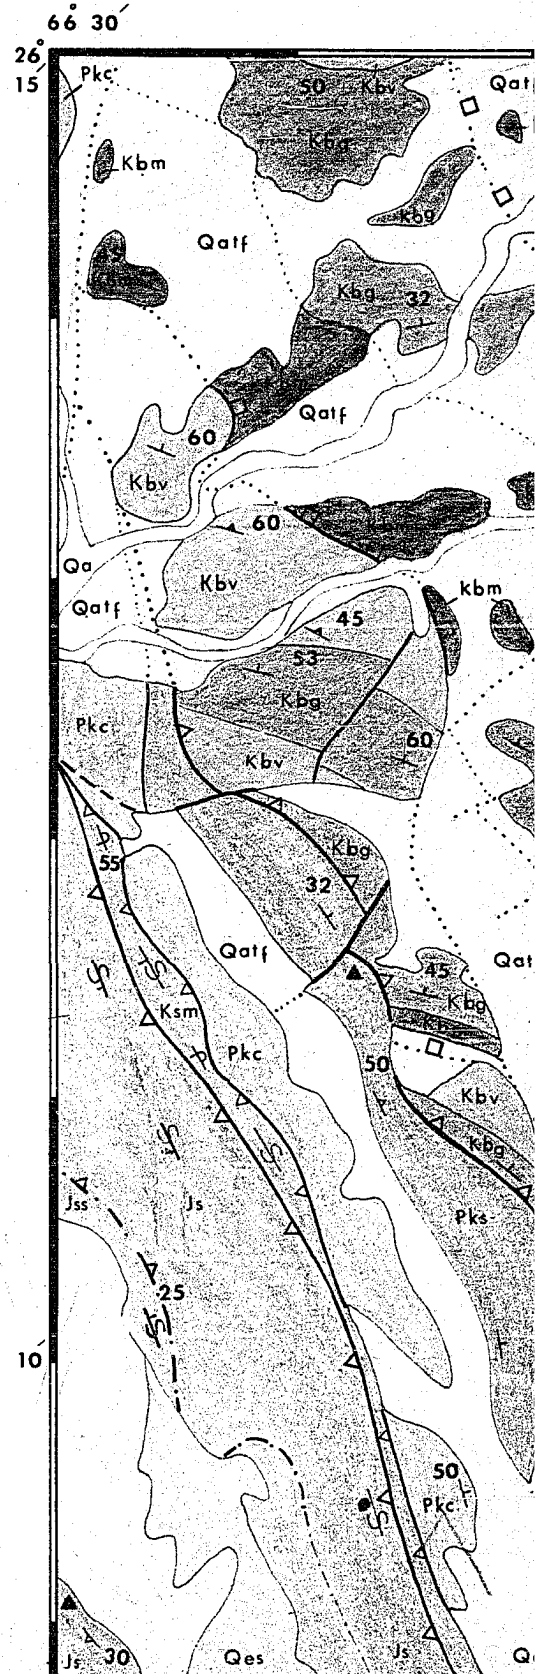 66° 30′
26°
15′
Pkc
50
Kbv
Qatf
Kbg
Kbm
Kbg
Qatf
Kbg
32
Qatf
60
Kbv
60
Qa
Kbv
Qatf
kbm
45
53
Kbg
Pkc
60
Kbv
Kbg
55
32
Qatf
45
Qat
Kbg
Ksm
Pkc
50
Kbv
Kbg
Jss
Js
Pks
25
10′
50
Pkc
30
Js
Qes
Js